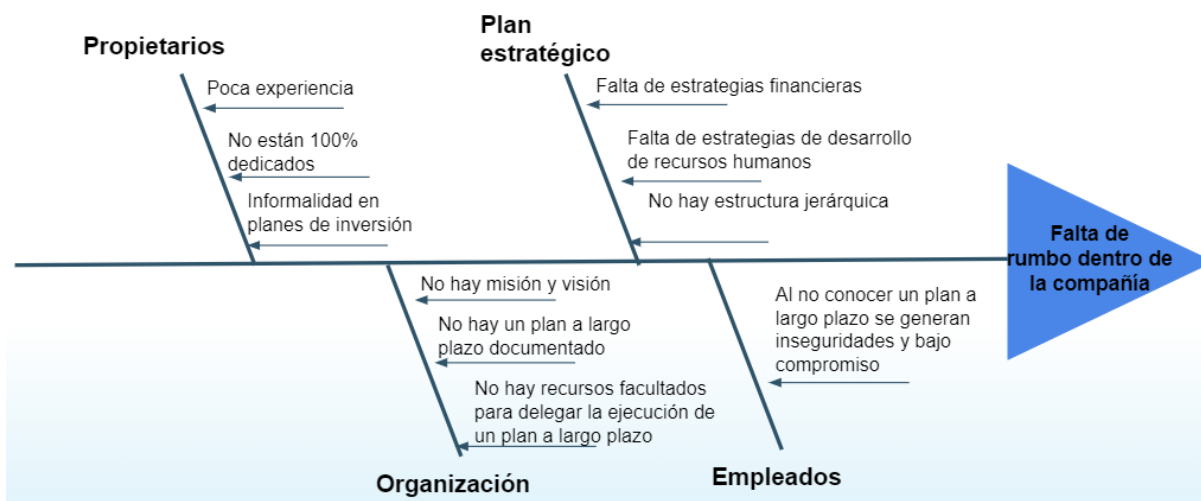 Propietarios
Poca experiencia
No están 100%
dedicados
Informalidad en
planes de inversión
Plan
estratégico
Falta de estrategias financieras
Falta de estrategias de desarrollo
de recursos humanos
No hay estructura jerárquica
Falta de
rumbo dentro de
la compañía
No hay misión y visión
No hay un plan a largo
plazo documentado
No hay recursos facultados
para delegar la ejecución de
un plan a largo plazo
Organización
Al no conocer un plan a
largo plazo se generan
inseguridades y bajo
compromiso
Empleados